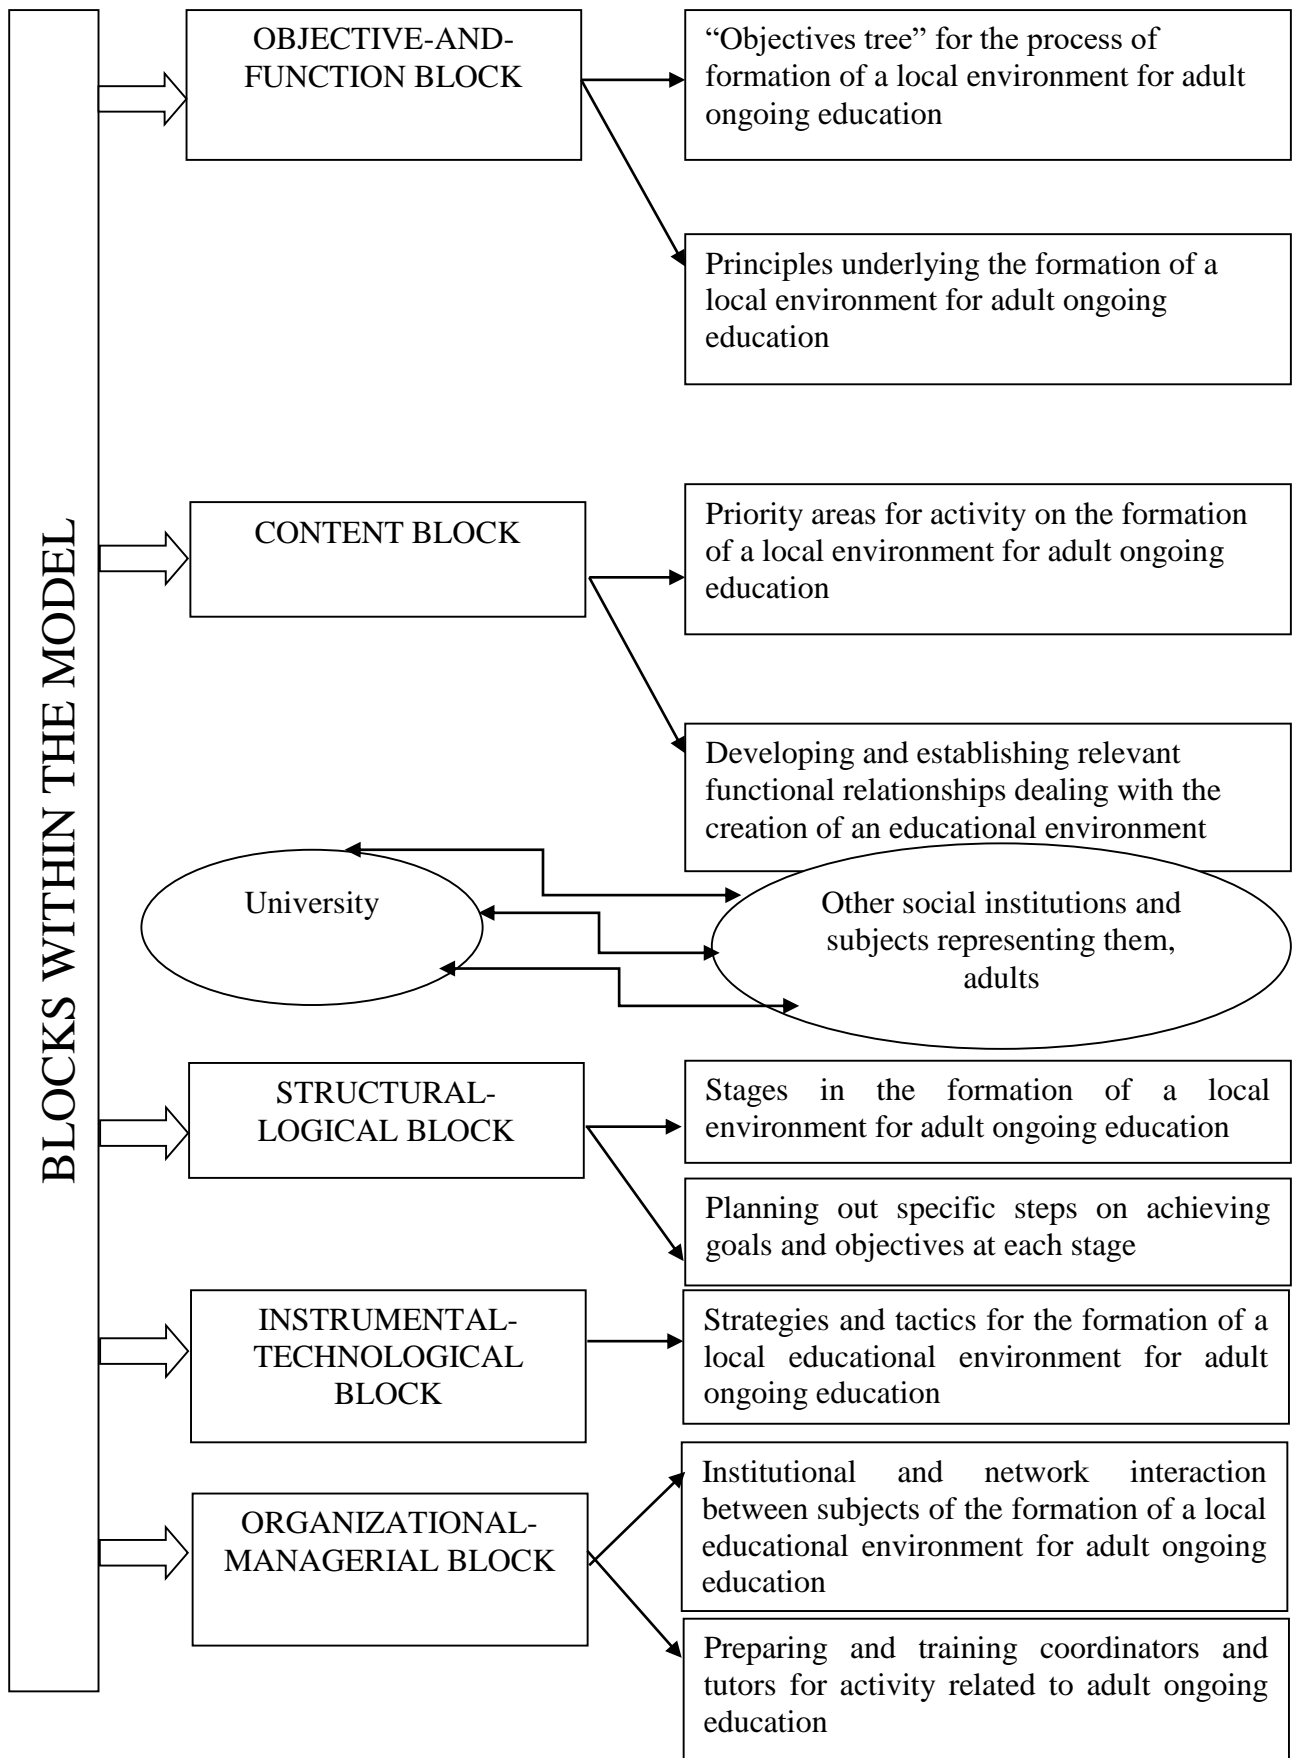 BLOCKS WITHIN THE MODEL
OBJECTIVE-AND-
FUNCTION BLOCK
“Objectives tree” for the process of
formation of a local environment for adult
ongoing education
Principles underlying the formation of a
local environment for adult ongoing
education
CONTENT BLOCK
Priority areas for activity on the formation
of a local environment for adult ongoing
education
Developing and establishing relevant
functional relationships dealing with the
creation of an educational environment
University
Other social institutions and
subjects representing them,
adults
STRUCTURAL-
LOGICAL BLOCK
Stages in the formation of a local
environment for adult ongoing education
Planning out specific steps on achieving
goals and objectives at each stage
INSTRUMENTAL-
TECHNOLOGICAL
BLOCK
Strategies and tactics for the formation of a
local educational environment for adult
ongoing education
ORGANIZATIONAL-
MANAGERIAL BLOCK
Institutional and network interaction
between subjects of the formation of a local
educational environment for adult ongoing
education
Preparing and training coordinators and
tutors for activity related to adult ongoing
education